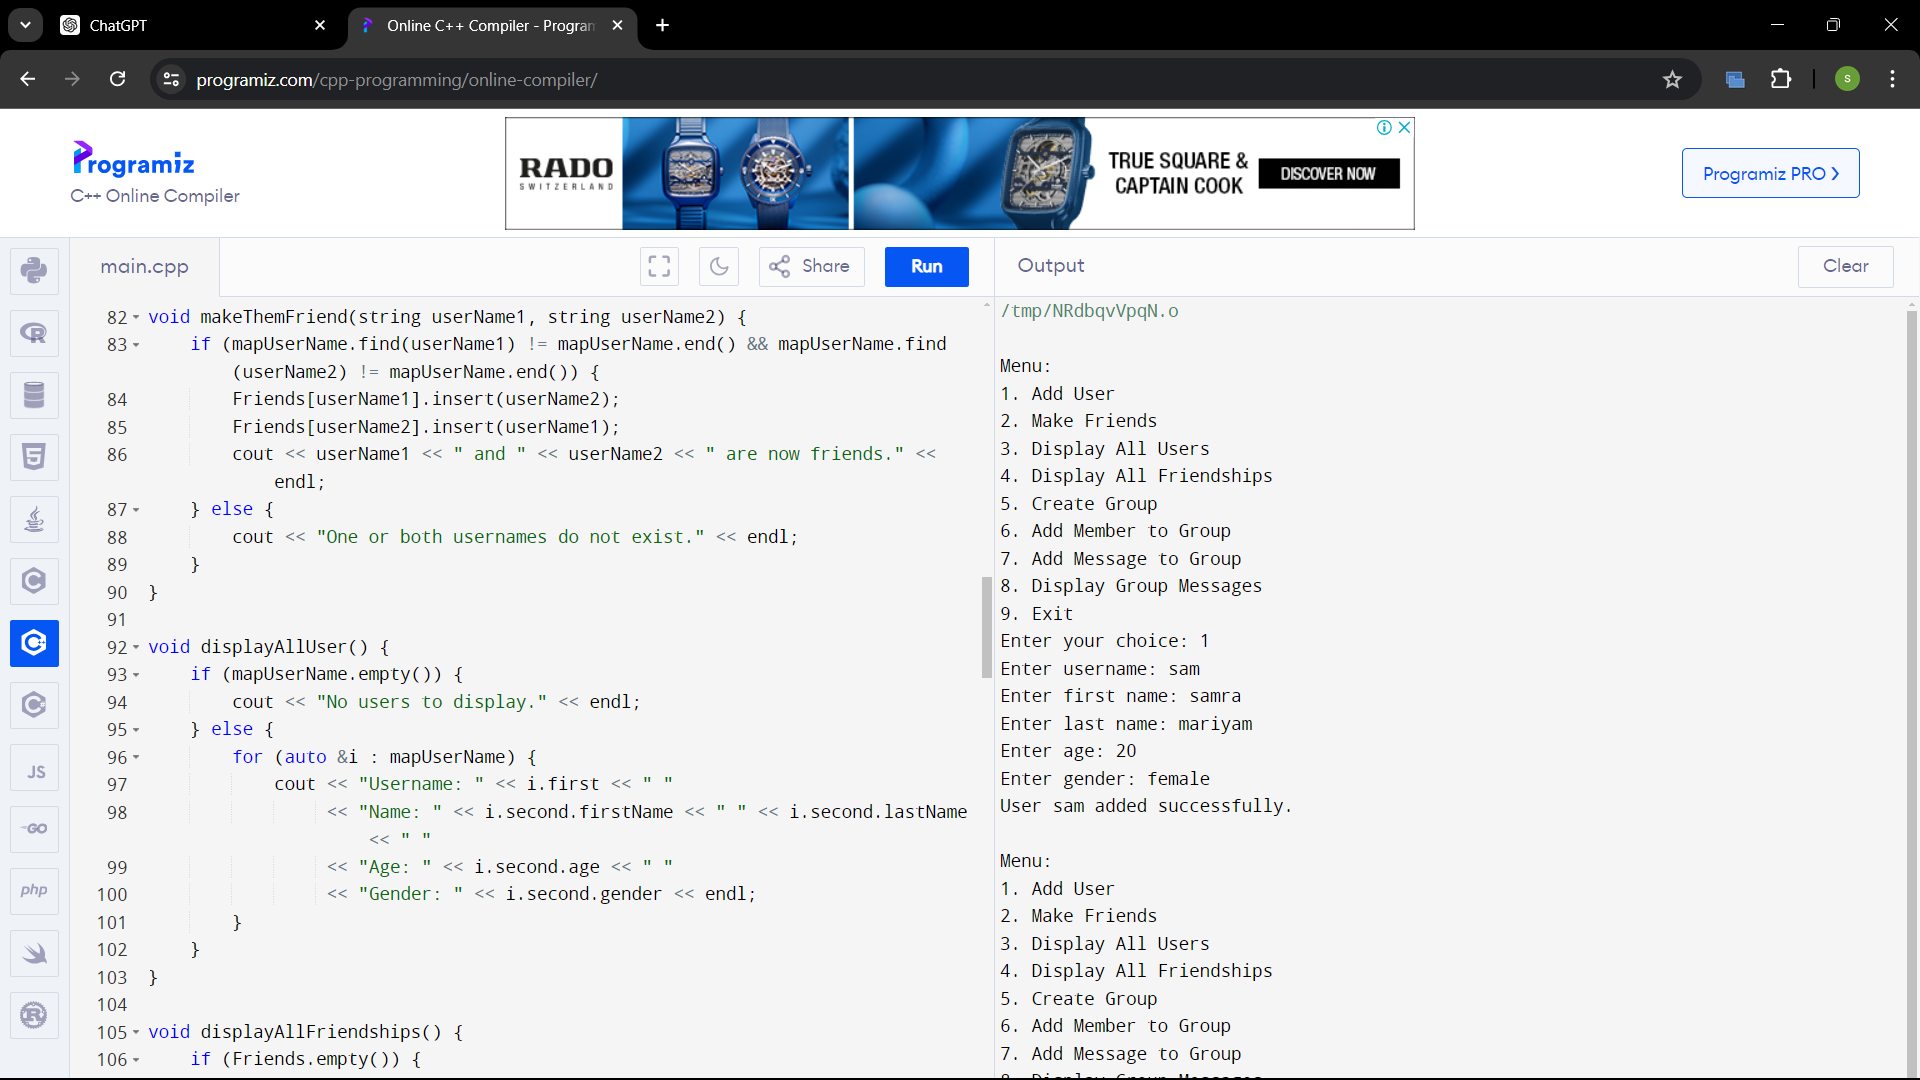 ChatGPT
Online C++ Compiler - Program
programiz.com/cpp-programming/online-compiler/
S
Programiz
C++ Online Compiler
RADO
SWITZERLAND
TRUE SQUARE &
CAPTAIN COOK
DISCOVER NOW
Programiz PRO >
main.cpp
Share
Run
Output
Clear
82 void makeThemFriend(string userName1, string userName2) {
83 if (mapUserName.find(userName1) != mapUserName.end() && mapUserName.find
(userName2) != mapUserName.end()) {
84 Friends[userName1].insert(userName2);
85 Friends[userName2].insert(userName1);
86 cout << userName1 << " and " << userName2 << " are now friends." <<
endl;
87 } else {
88 cout << "One or both usernames do not exist." << endl;
89 }
90 }
91
92 void displayAllUser() {
93 if (mapUserName.empty()) {
94 cout << "No users to display." << endl;
95 } else {
96 for (auto &i : mapUserName) {
97 cout << "Username: " << i.first << " "
98 << "Name: " << i.second.firstName << " " << i.second.lastName
<< " "
99 << "Age: " << i.second.age << " "
100 << "Gender: " << i.second.gender << endl;
101 }
102 }
103 }
104
105 void displayAllFriendships() {
106 if (Friends.empty()) {
/tmp/NRdbqvVpqN.o
Menu:
1. Add User
2. Make Friends
3. Display All Users
4. Display All Friendships
5. Create Group
6. Add Member to Group
7. Add Message to Group
8. Display Group Messages
9. Exit
Enter your choice: 1
Enter username: sam
Enter first name: samra
Enter last name: mariyam
Enter age: 20
Enter gender: female
User sam added successfully.
Menu:
1. Add User
2. Make Friends
3. Display All Users
4. Display All Friendships
5. Create Group
6. Add Member to Group
7. Add Message to Group
8. Display Group Messages
R
5
C
C
C
JS
GO
php
R